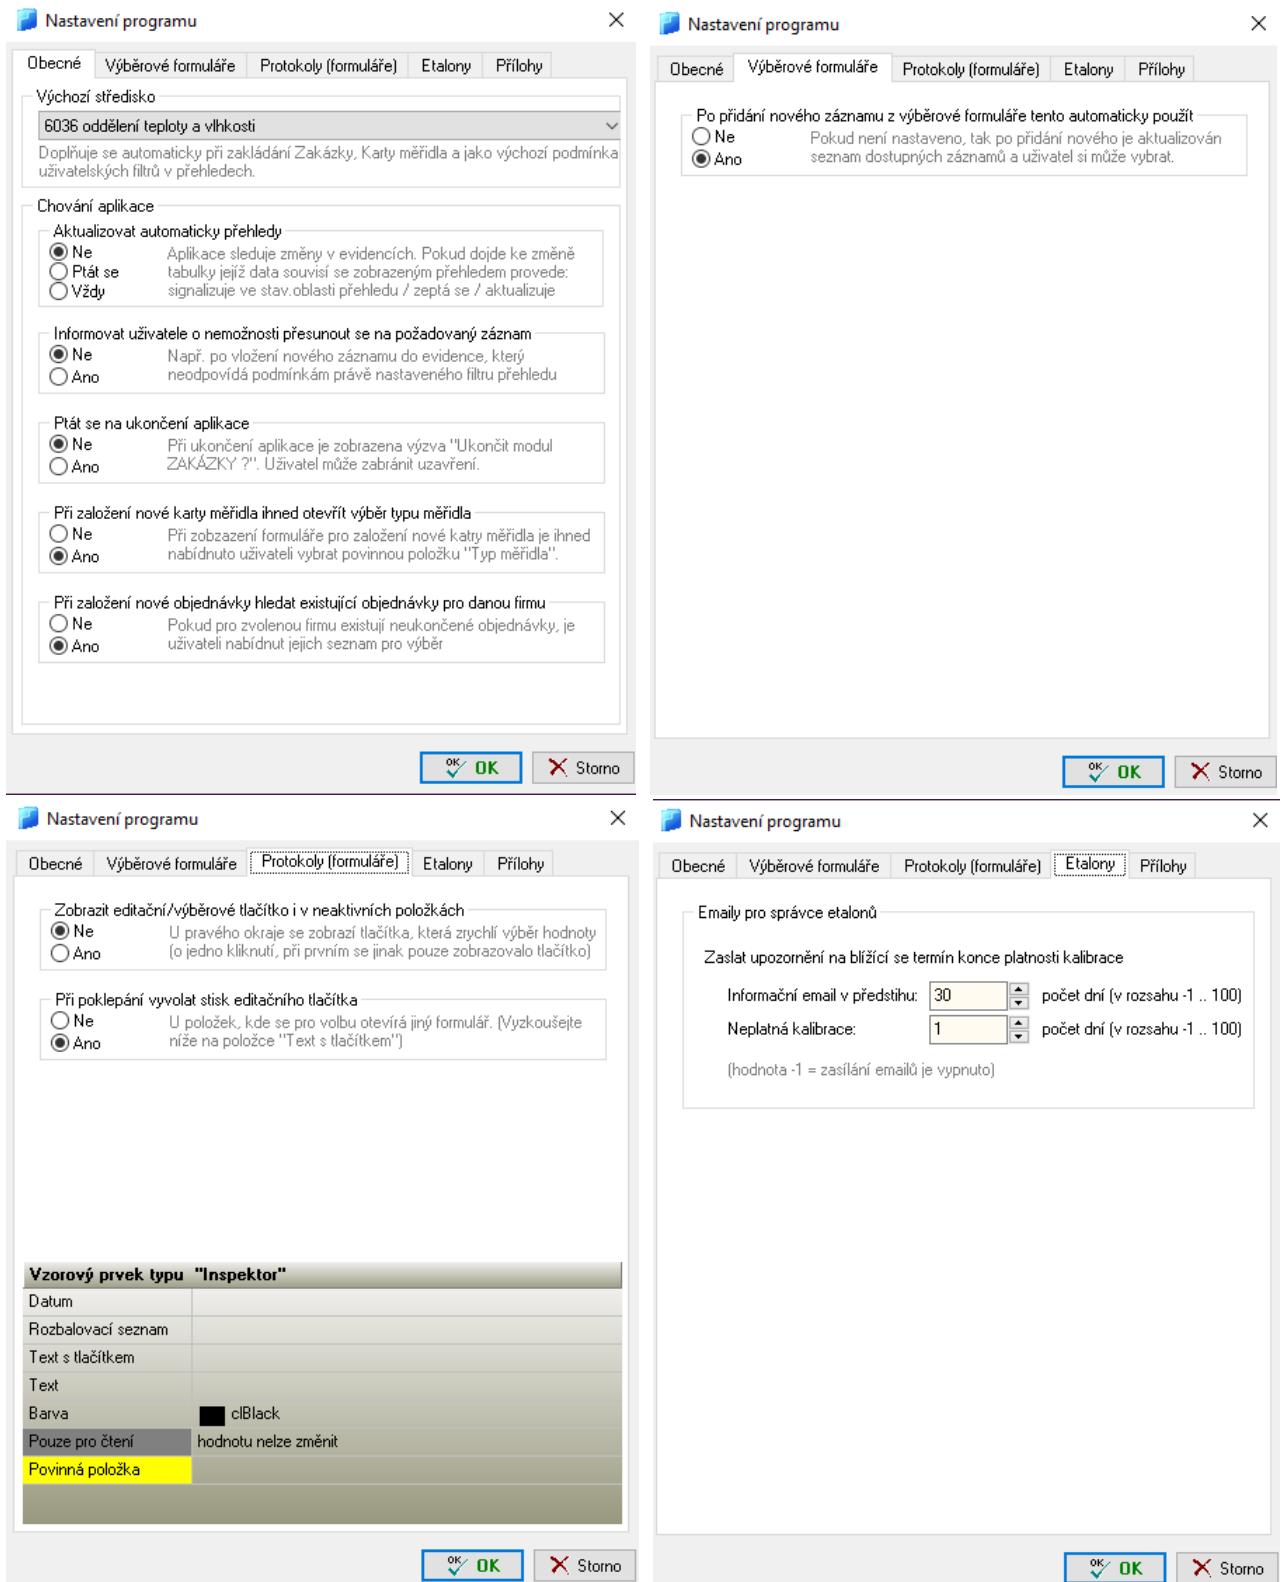 Nastavení programu
Obecné Výběrové formuláře Protokoly (formuláře) Etalony Přílohy
Výchozí středisko
6036 oddělení teploty a vlhkosti
Doplňuje se automaticky při zakládání Zakázky, Karty měřidla a jako výchozí podmínka
uživatelských filtrů v přehledech.
Chování aplikace
Aktualizovat automaticky přehledy
Ne
Ptát se
Vždy
Aplikace sleduje změny v evidencích. Pokud dojde ke změně
tabulky jejíž data souvisí se zobrazeným přehledem provede:
signalizuje ve stav.oblasti přehledu / zeptá se / aktualizuje
Informovat uživatele o nemožnosti přesunout se na požadovaný záznam
Ne
Ano
Např. po vložení nového záznamu do evidence, který
neodpovídá podmínkám právě nastaveného filtru přehledu
Ptát se na ukončení aplikace
Ne
Ano
Při ukončení aplikace je zobrazena výzva "Ukončit modul
ZAKÁZKY ?". Uživatel může zabránit uzavření.
Při založení nové karty měřidla ihned otevřít výběr typu měřidla
Ne
Ano
Při zobzazení formuláře pro založení nové katry měřidla je ihned
nabídnuto uživateli vybrat povinnou položku "Typ měřidla".
Při založení nové objednávky hledat existující objednávky pro danou firmu
Ne
Ano
Pokud pro zvolenou firmu existují neukončené objednávky, je
uživateli nabídnut jejich seznam pro výběr
OK OK Storno
Nastavení programu
Obecné Výběrové formuláře Protokoly (formuláře) Etalony Přílohy
Po přidání nového záznamu z výběrové formuláře tento automaticky použít
Ne
Ano
Pokud není nastaveno, tak po přidání nového je aktualizován
seznam dostupných záznamů a uživatel si může vybrat.
OK OK Storno
Nastavení programu
Obecné Výběrové formuláře Protokoly (formuláře) Etalony Přílohy
Zobrazit editační/výběrové tlačítko i v neaktivních položkách
Ne
Ano
U pravého okraje se zobrazí tlačítka, která zrychlí výběr hodnoty
(o jedno kliknutí, při prvním se jinak pouze zobrazovalo tlačítko)
Při poklepání vyvolat stisk editačního tlačítka
Ne
Ano
U položek, kde se pro volbu otevírá jiný formulář. (Vyzkoušejte
níže na položce "Text s tlačítkem")
Vzorový prvek typu "Inspektor"
Datum
Rozbalovací seznam
Text s tlačítkem
Text
Barva clBlack
Pouze pro čtení hodnotu nelze změnit
Povinná položka
OK OK Storno
Nastavení programu
Obecné Výběrové formuláře Protokoly (formuláře) Etalony Přílohy
Emaily pro správce etalonů
Zaslat upozornění na blížící se termín konce platnosti kalibrace
Informační email v předstihu: 30 počet dní (v rozsahu -1 .. 100)
Neplatná kalibrace: 1 počet dní (v rozsahu -1 .. 100)
(hodnota -1 = zasílání emailů je vypnuto)
OK OK Storno